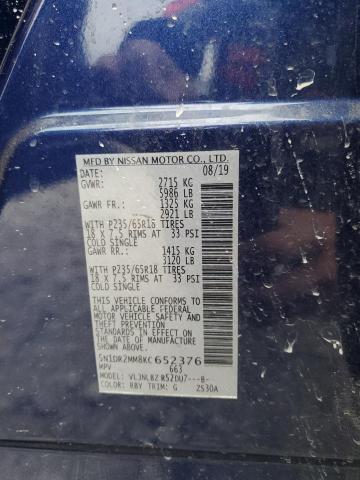 MFD BY NISSAN MOTOR CO., LTD.
DATE: 08/19
GVWR: 2715 KG
5986 LB
GAWR FR.: 1325 KG
2921 LB
WITH P235/65R18 TIRES
18 X 7.5 RIMS AT 33 PSI
COLD SINGLE
GAWR RR.: 1415 KG
3120 LB
WITH P235/65R18 TIRES
18 X 7.5 RIMS AT 33 PSI
COLD SINGLE
THIS VEHICLE CONFORMS TO ALL
APPLICABLE U.S. FEDERAL MOTOR
VEHICLE SAFETY STANDARDS IN
EFFECT ON THE DATE OF
MANUFACTURE SHOWN ABOVE.
5N1DR2MM8KC652376
MPV 663
MODEL: VLJNLBZ R52DU7---B-
COLOR: RBY TRIM: G ZS30A